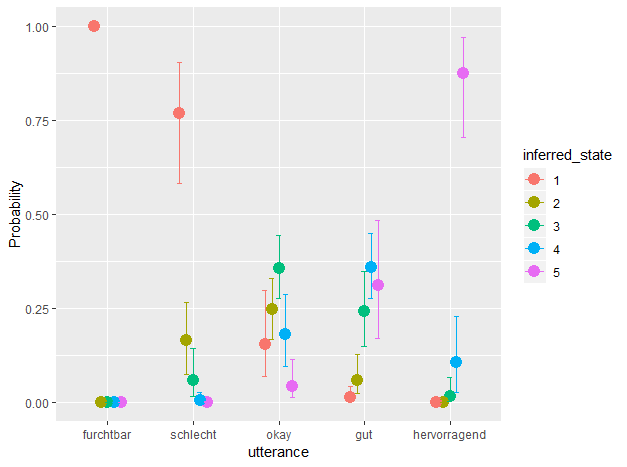 1.00
0.75
0.50
0.25
0.00
Probability
furchtbar
schlecht
okay
gut
hervorragend
utterance
inferred_state
1
2
3
4
5